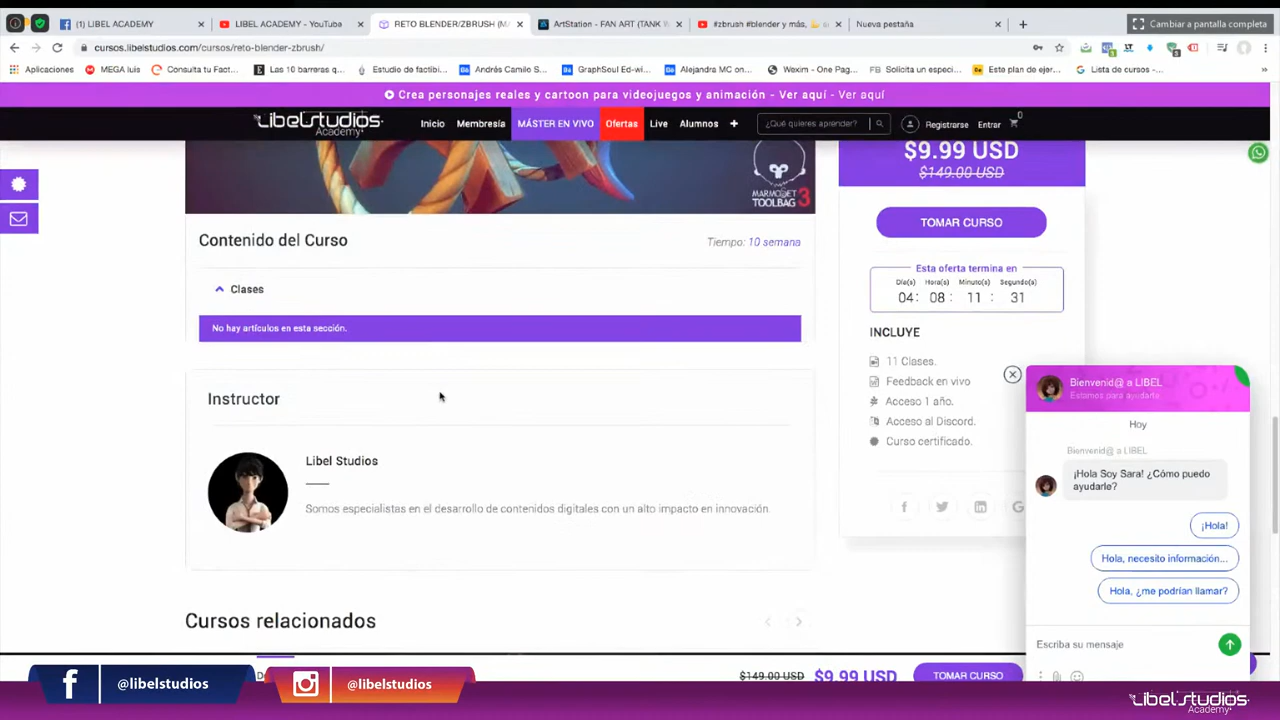 (1) LIBEL ACADEMY
LIBEL ACADEMY - YouTube
RETO BLENDER/ZBRUSH (MA
ArtStation - FAN ART (TANK W
#zbrush #blender y más,
Nueva pestaña
Cambiar a pantalla completa
cursos.libelstudios.com/cursos/reto-blender-zbrush/
Aplicaciones
MEGA luis
Consulta tu Fact...
Las 10 barreras q...
Estudio de factibi...
Andrés Camilo S...
GraphSoul Ed-wi...
Alejandra MC on...
Wexim - One Pag...
FB Solicita un especi...
Este plan de ejer...
Lista de cursos -...
Crea personajes reales y cartoon para videojuegos y animación - Ver aquí - Ver aquí
Libel studios
Academy
Inicio
Membresía
MÁSTER EN VIVO
Ofertas
Live
Alumnos
¿Qué quieres aprender?
Registrarse
Entrar
0
MARMOSET
TOOLBAG 3
$9.99 USD
$149.00 USD
TOMAR CURSO
Contenido del Curso
Tiempo: 10 semana
Clases
No hay artículos en esta sección.
Esta oferta termina en
Día(s) Hora(s) Minuto(s) Segundo(s)
04: 08: 11 : 31
INCLUYE
11 Clases.
Feedback en vivo
Acceso 1 año.
Acceso al Discord.
Curso certificado.
Instructor
Libel Studios
Somos especialistas en el desarrollo de contenidos digitales con un alto impacto en innovación.
Bienvenid@ a LIBEL
Estamos para ayudarte
Hoy
Bienvenid@ a LIBEL
¡Hola Soy Sara! ¿Cómo puedo
ayudarle?
¡Hola!
Hola, necesito información...
Hola, ¿me podrían llamar?
Escriba su mensaje
Cursos relacionados
$149.00 USD
$9.99 USD
TOMAR CURSO
@libelstudios
@libelstudios
Libel studios
Academy